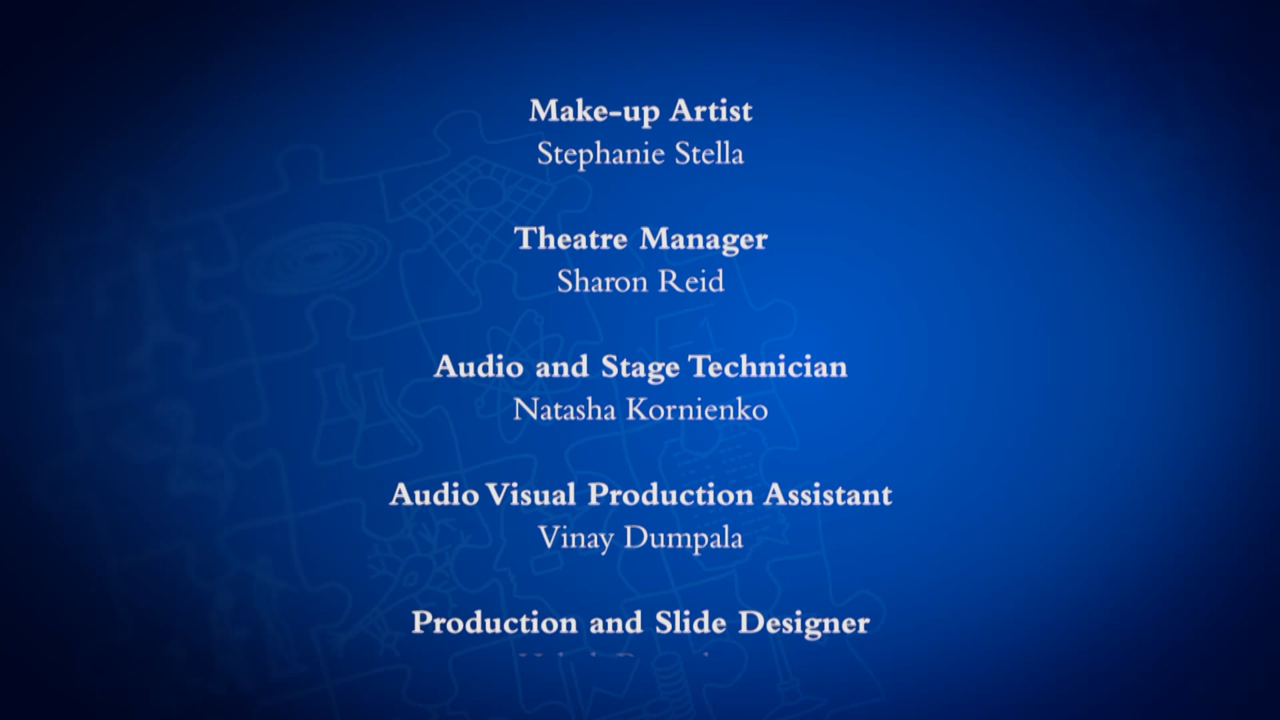 Make-up Artist
Stephanie Stella
Theatre Manager
Sharon Reid
Audio and Stage Technician
Natasha Kornienko
Audio Visual Production Assistant
Vinay Dumpala
Production and Slide Designer